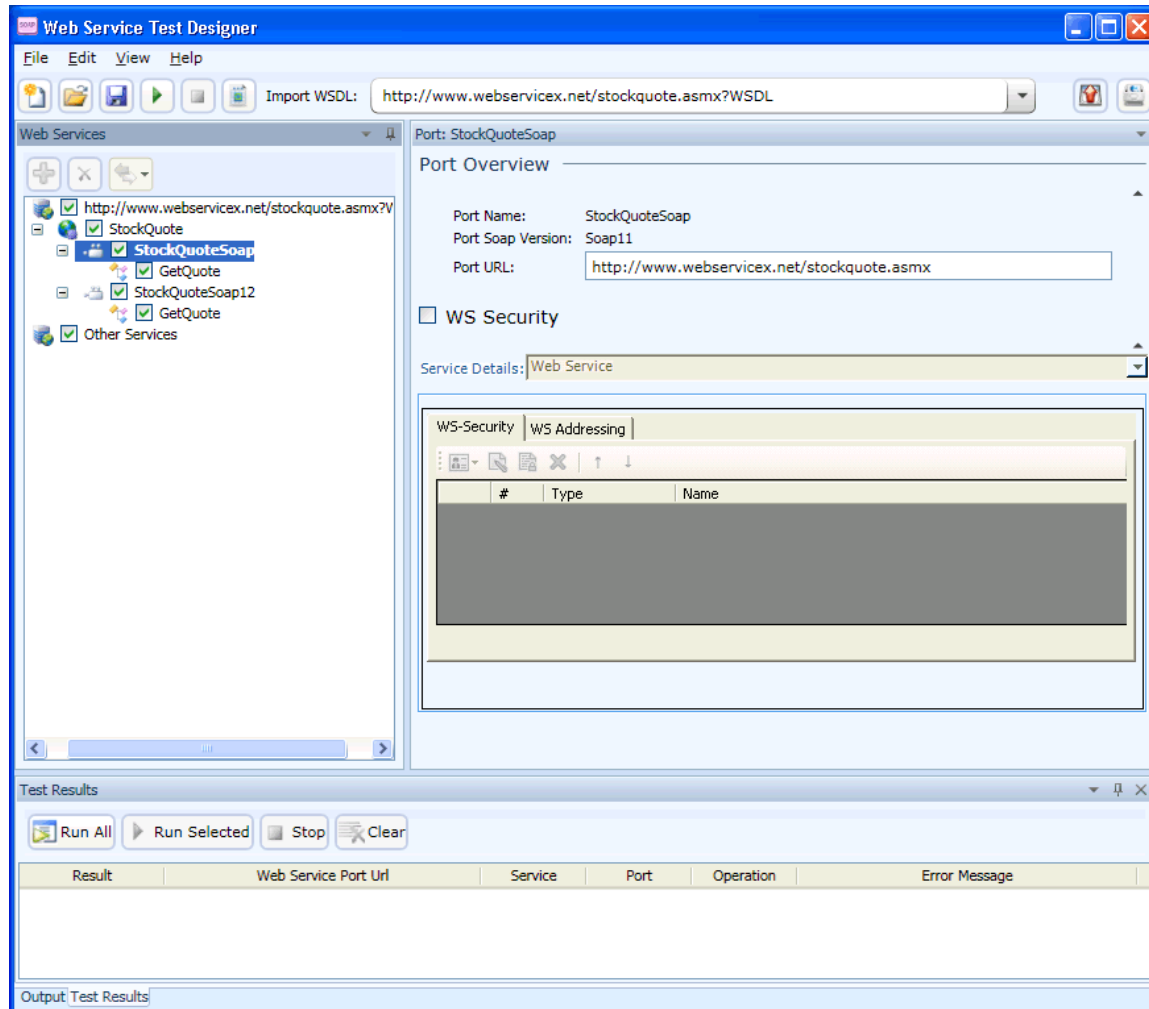 Web Service Test Designer
File Edit View Help
Import WSDL: http://www.webservicex.net/stockquote.asmx?WSDL
Web Services
http://www.webservicex.net/stockquote.asmx?W
StockQuote
StockQuoteSoap
GetQuote
StockQuoteSoap12
GetQuote
Other Services
Port: StockQuoteSoap
Port Overview
Port Name: StockQuoteSoap
Port Soap Version: Soap11
Port URL: http://www.webservicex.net/stockquote.asmx
WS Security
Service Details: Web Service
WS-Security WS Addressing
# Type Name
Test Results
Run All Run Selected Stop Clear
Result Web Service Port Url Service Port Operation Error Message
Output Test Results